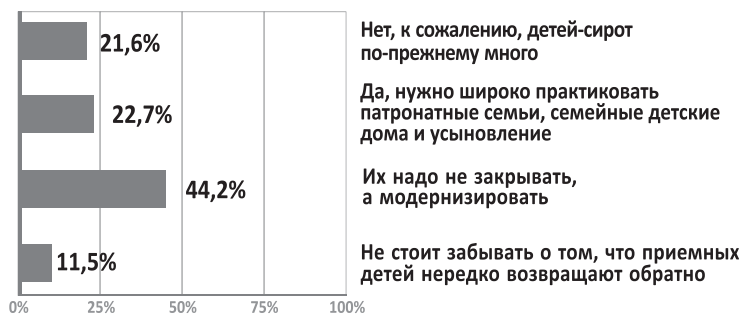 21,6%
Нет, к сожалению, детей-сирот
по-прежнему много
22,7%
Да, нужно широко практиковать
патронатные семьи, семейные детские
дома и усыновление
44,2%
Их надо не закрывать,
а модернизировать
11,5%
Не стоит забывать о том, что приемных
детей нередко возвращают обратно
0% 25% 50% 75% 100%